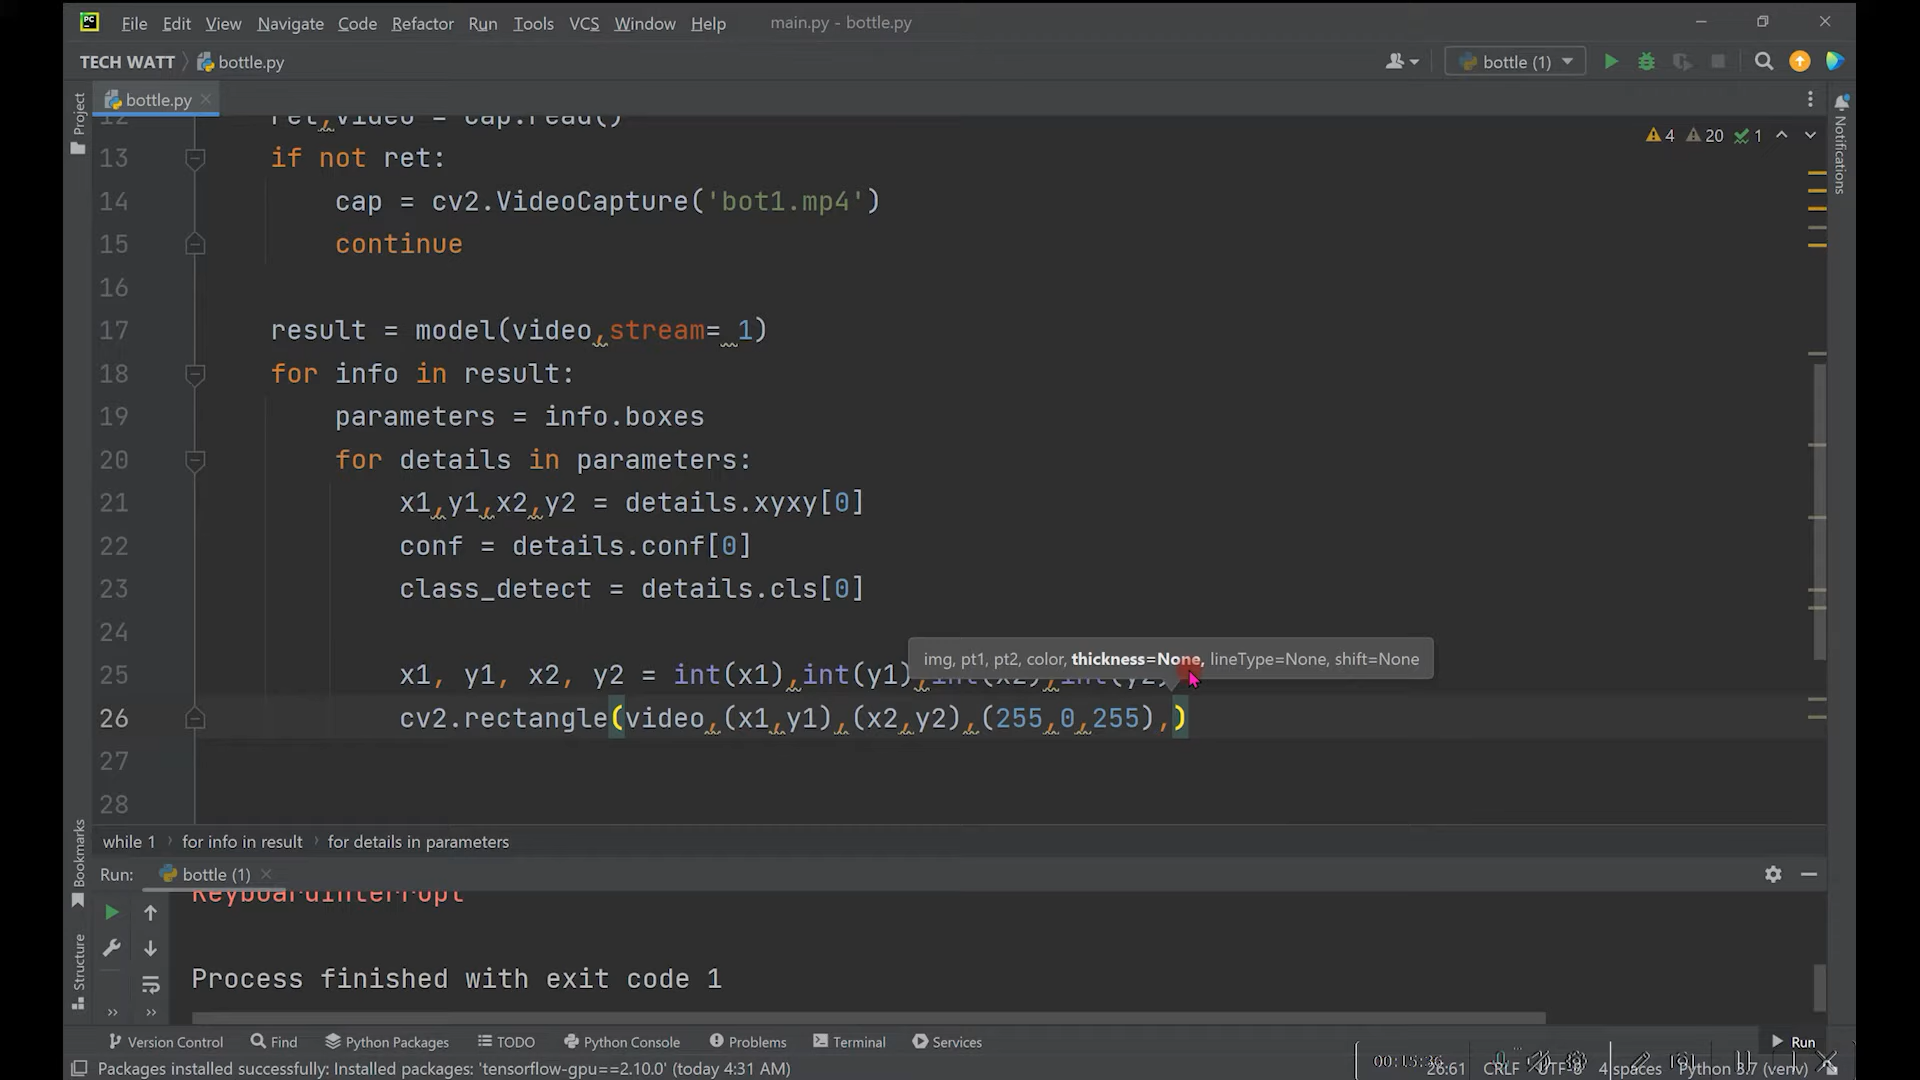 File Edit View Navigate Code Refactor Run Tools VCS Window Help main.py - bottle.py
TECH WATT bottle.py bottle (1)
Project
bottle.py
Notifications
4 20 1
12 ret,video = cap.read()
13 if not ret:
14 cap = cv2.VideoCapture('bot1.mp4')
15 continue
16
17 result = model(video,stream= 1)
18 for info in result:
19 parameters = info.boxes
20 for details in parameters:
21 x1,y1,x2,y2 = details.xyxy[0]
22 conf = details.conf[0]
23 class_detect = details.cls[0]
24
img, pt1, pt2, color, thickness=None, lineType=None, shift=None
25 x1, y1, x2, y2 = int(x1),int(y1),int(x2),int(y2)
26 cv2.rectangle(video,(x1,y1),(x2,y2),(255,0,255),)
27
28
while 1 for info in result for details in parameters
Bookmarks
Run: bottle (1)
KeyboardInterrupt
Structure
Process finished with exit code 1
Version Control Find Python Packages TODO Python Console Problems Terminal Services Run
Packages installed successfully: Installed packages: 'tensorflow-gpu==2.10.0' (today 4:31 AM) 00:15:36 26:61 CRLF UTF-8 4 spaces Python 3.7 (venv)